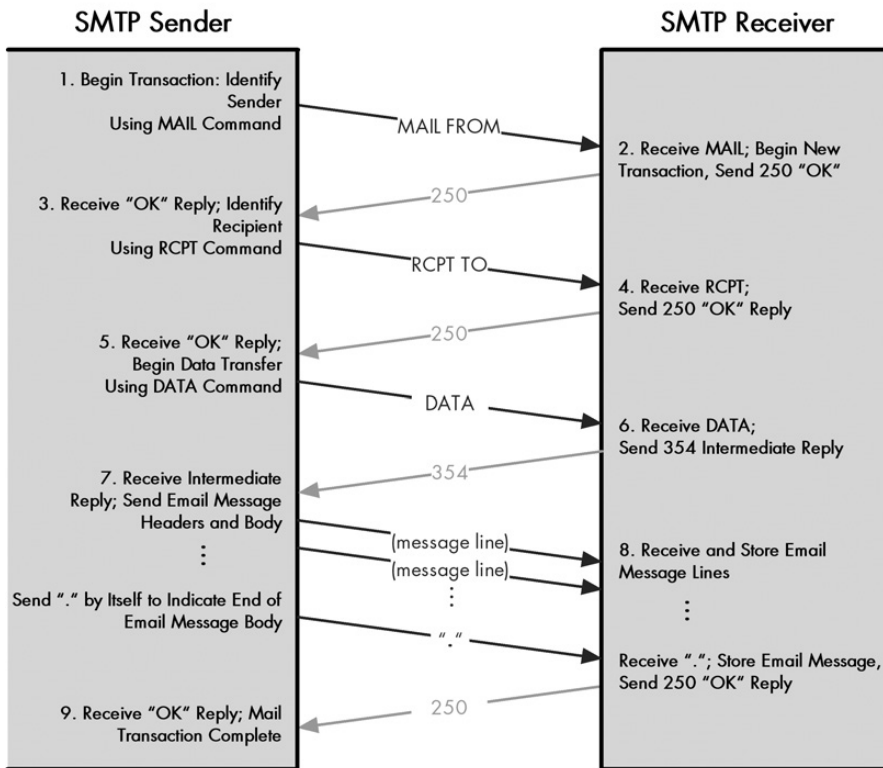 SMTP Sender
SMTP Receiver
1. Begin Transaction: Identify
Sender
Using MAIL Command
MAIL FROM
2. Receive MAIL; Begin New
Transaction, Send 250 “OK“
250
3. Receive “OK“ Reply; Identify
Recipient
Using RCPT Command
RCPT TO
4. Receive RCPT;
Send 250 “OK“ Reply
250
5. Receive “OK“ Reply;
Begin Data Transfer
Using DATA Command
DATA
6. Receive DATA;
Send 354 Intermediate Reply
354
7. Receive Intermediate
Reply; Send Email Message
Headers and Body
(message line)
8. Receive and Store Email
Message Lines
(message line)
Send “.“ by Itself to Indicate End of
Email Message Body
“.“
Receive “.“; Store Email Message,
Send 250 “OK“ Reply
250
9. Receive “OK“ Reply; Mail
Transaction Complete